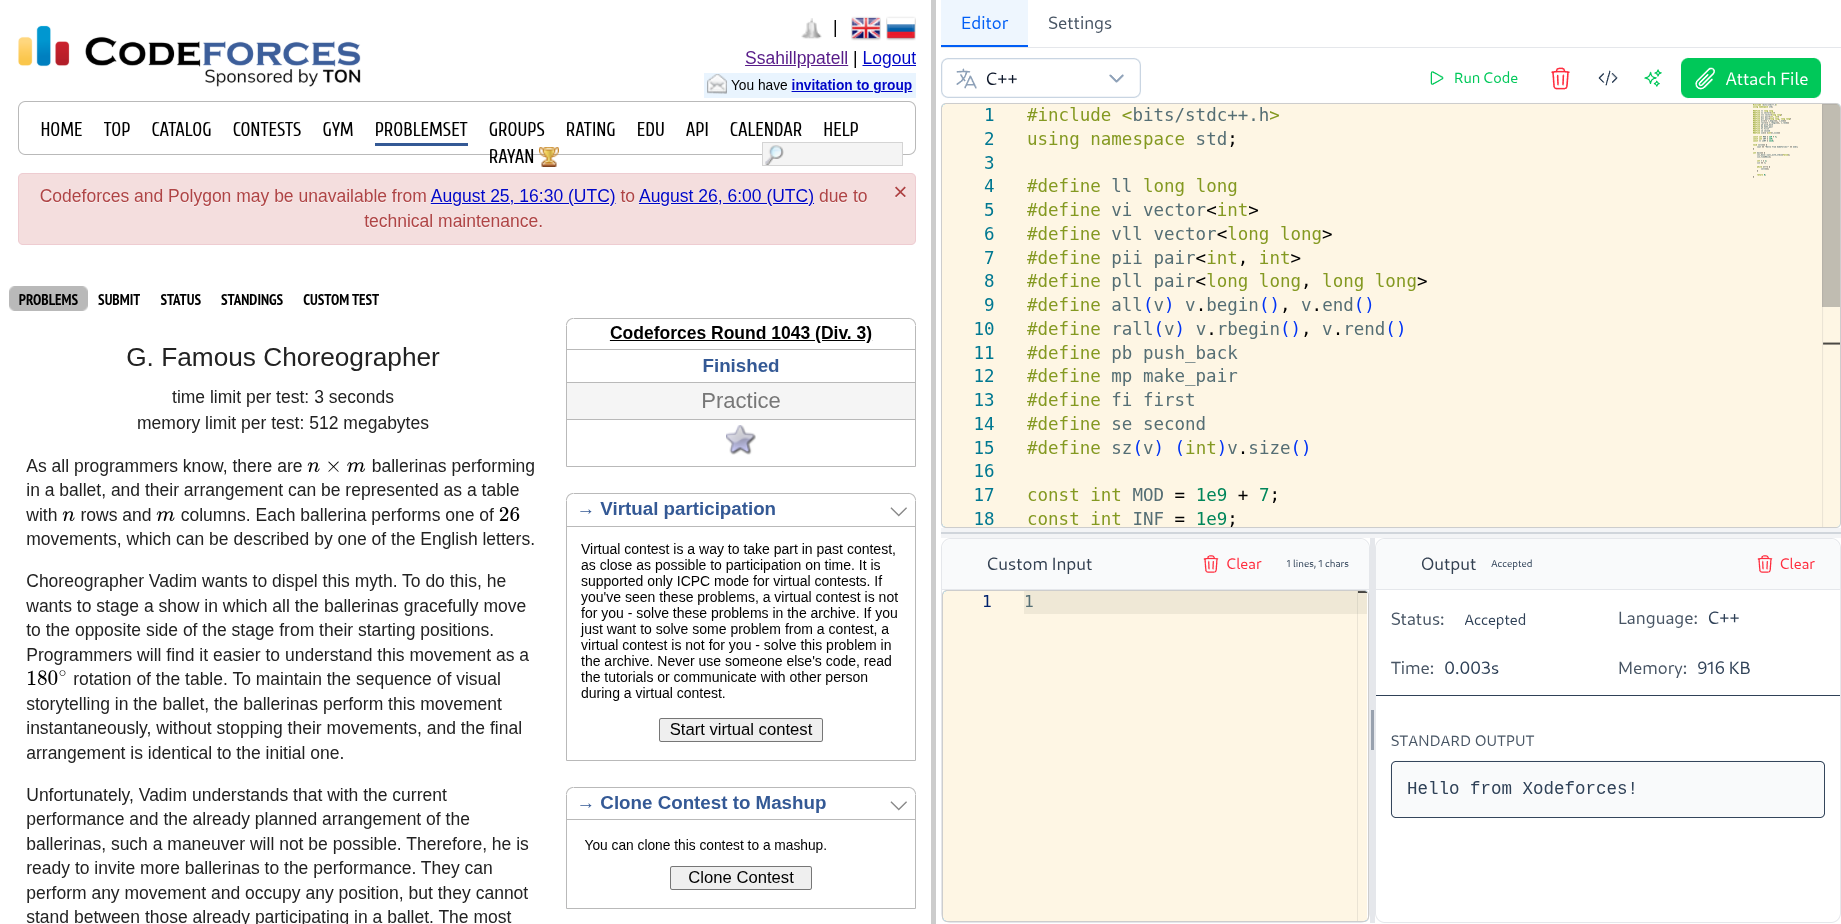 CODEFORCES
Sponsored by TON
|
Ssahillppatell | Logout
You have invitation to group
HOME TOP CATALOG CONTESTS GYM PROBLEMSET GROUPS RATING EDU API CALENDAR HELP
RAYAN
Codeforces and Polygon may be unavailable from August 25, 16:30 (UTC) to August 26, 6:00 (UTC) due to
technical maintenance.
×
PROBLEMS SUBMIT STATUS STANDINGS CUSTOM TEST
G. Famous Choreographer
time limit per test: 3 seconds
memory limit per test: 512 megabytes
As all programmers know, there are n × m ballerinas performing
in a ballet, and their arrangement can be represented as a table
with n rows and m columns. Each ballerina performs one of 26
movements, which can be described by one of the English letters.
Choreographer Vadim wants to dispel this myth. To do this, he
wants to stage a show in which all the ballerinas gracefully move
to the opposite side of the stage from their starting positions.
Programmers will find it easier to understand this movement as a
180° rotation of the table. To maintain the sequence of visual
storytelling in the ballet, the ballerinas perform this movement
instantaneously, without stopping their movements, and the final
arrangement is identical to the initial one.
Unfortunately, Vadim understands that with the current
performance and the already planned arrangement of the
ballerinas, such a maneuver will not be possible. Therefore, he is
ready to invite more ballerinas to the performance. They can
perform any movement and occupy any position, but they cannot
stand between those already participating in a ballet. The most
Codeforces Round 1043 (Div. 3)
Finished
Practice
→ Virtual participation
Virtual contest is a way to take part in past contest,
as close as possible to participation on time. It is
supported only ICPC mode for virtual contests. If
you've seen these problems, a virtual contest is not
for you - solve these problems in the archive. If you
just want to solve some problem from a contest, a
virtual contest is not for you - solve this problem in
the archive. Never use someone else's code, read
the tutorials or communicate with other person
during a virtual contest.
Start virtual contest
→ Clone Contest to Mashup
You can clone this contest to a mashup.
Clone Contest
Editor Settings
C++
Run Code
</>
Attach File
1 #include <bits/stdc++.h>
2 using namespace std;
3
4 #define ll long long
5 #define vi vector<int>
6 #define vll vector<long long>
7 #define pii pair<int, int>
8 #define pll pair<long long, long long>
9 #define all(v) v.begin(), v.end()
10 #define rall(v) v.rbegin(), v.rend()
11 #define pb push_back
12 #define mp make_pair
13 #define fi first
14 #define se second
15 #define sz(v) (int)v.size()
16
17 const int MOD = 1e9 + 7;
18 const int INF = 1e9;
Custom Input Clear 1 lines, 1 chars
1 1
Output Accepted Clear
Status: Accepted Language: C++
Time: 0.003s Memory: 916 KB
STANDARD OUTPUT
Hello from Xodeforces!